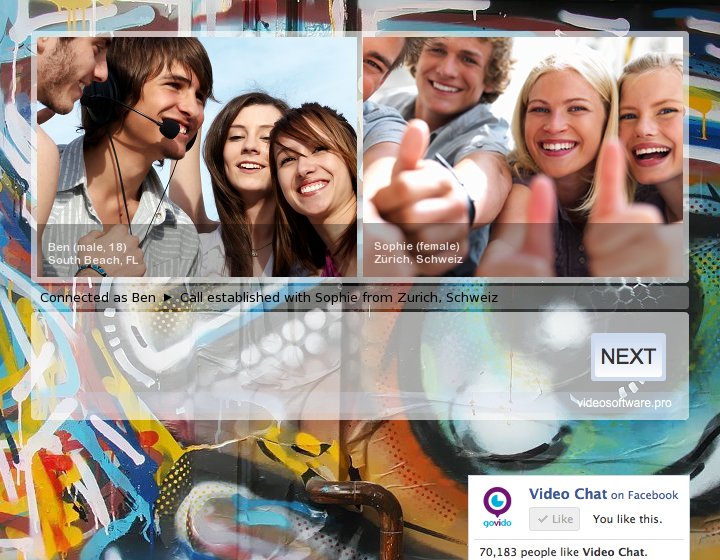 Ben (male, 18)
South Beach, FL
Sophie (female)
Zürich, Schweiz
Connected as Ben ► Call established with Sophie from Zurich, Schweiz
NEXT
videosoftware.pro
Video Chat on Facebook
govido
✓ Like You like this.
70,183 people like Video Chat.